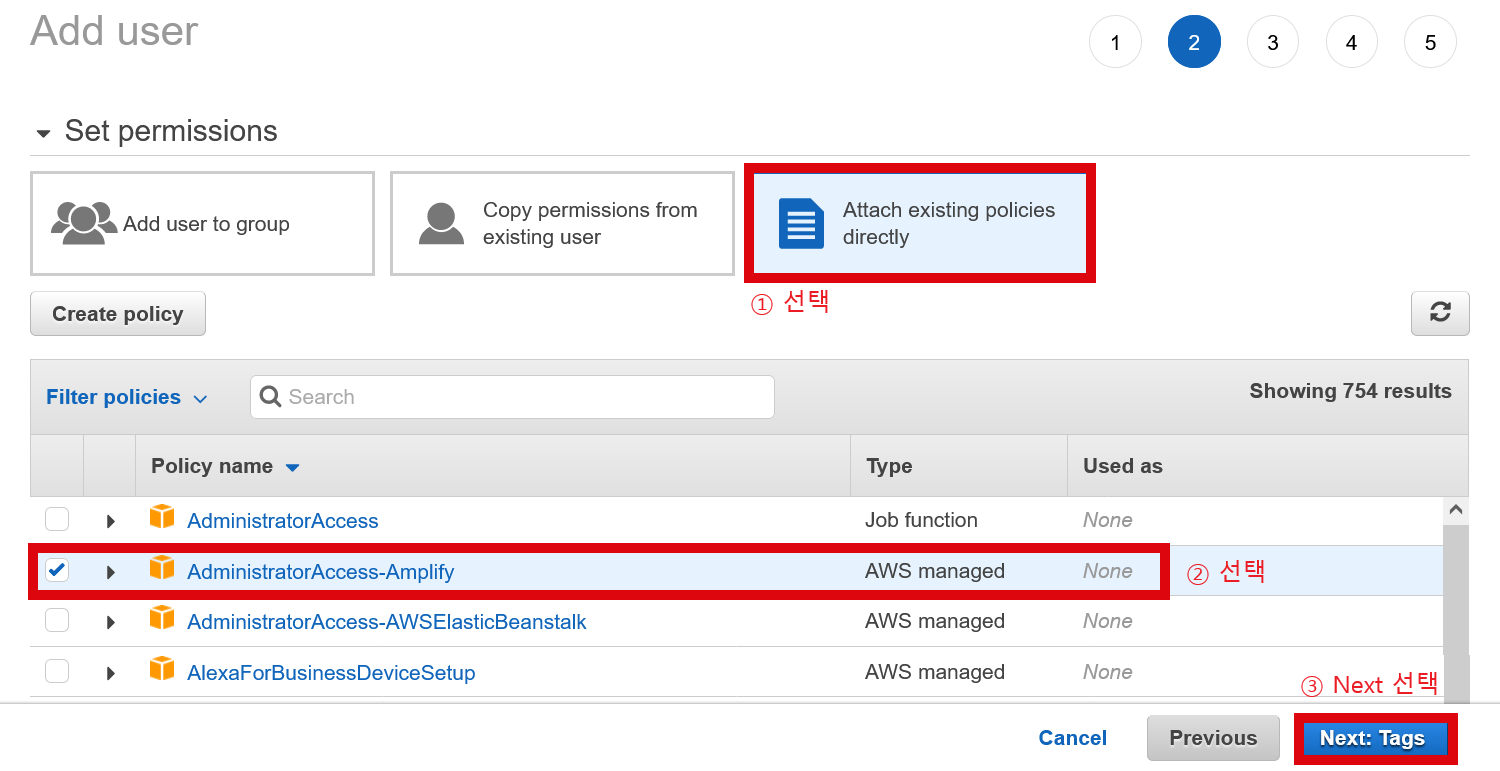 Add user
1 2 3 4 5
Set permissions
Add user to group
Copy permissions from
existing user
Attach existing policies
directly
① 선택
Create policy
Filter policies
Search
Showing 754 results
Policy name Type Used as
AdministratorAccess Job function None
AdministratorAccess-Amplify AWS managed None ② 선택
AdministratorAccess-AWSElasticBeanstalk AWS managed None
AlexaForBusinessDeviceSetup AWS managed None
③ Next 선택
Cancel Previous Next: Tags